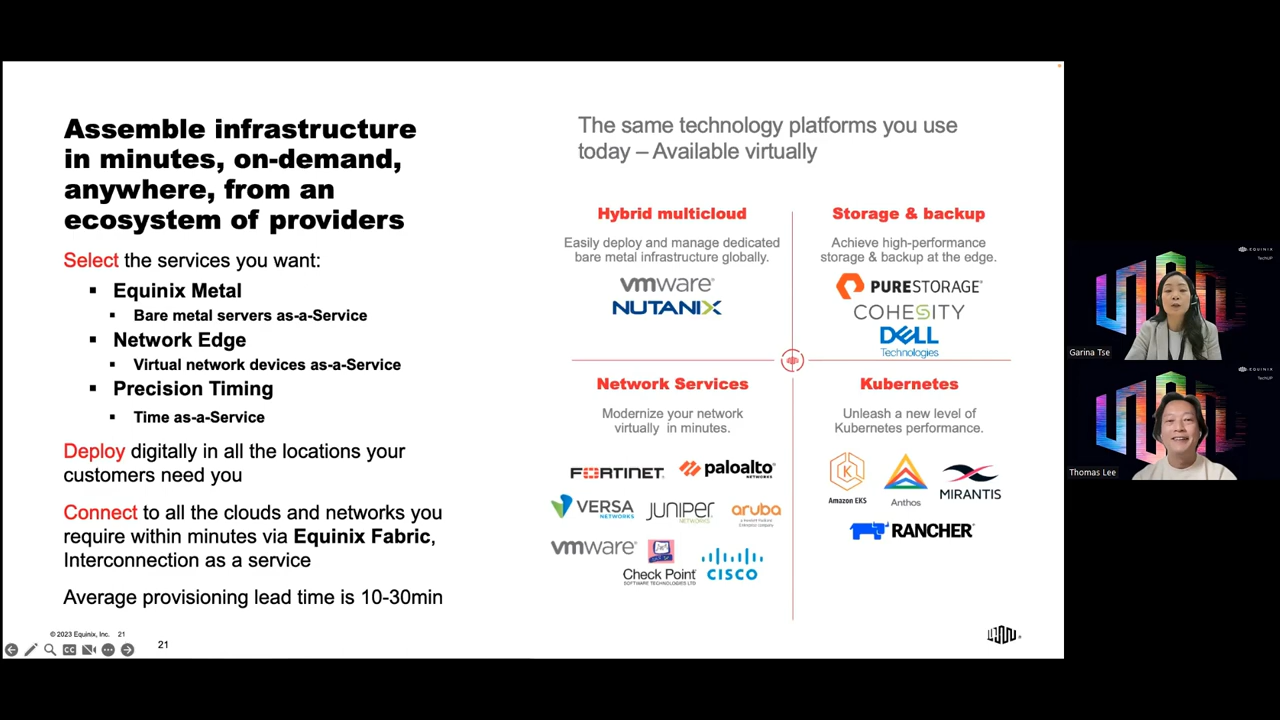 Assemble infrastructure
in minutes, on-demand,
anywhere, from an
ecosystem of providers
Select the services you want:
▪ Equinix Metal
▪ Bare metal servers as-a-Service
▪ Network Edge
▪ Virtual network devices as-a-Service
▪ Precision Timing
▪ Time as-a-Service
Deploy digitally in all the locations your
customers need you
Connect to all the clouds and networks you
require within minutes via Equinix Fabric,
Interconnection as a service
Average provisioning lead time is 10-30min
© 2023 Equinix, Inc. 21
21
CC
The same technology platforms you use
today – Available virtually
Hybrid multicloud
Easily deploy and manage dedicated
bare metal infrastructure globally.
vmware®
NUTANIX
Storage & backup
Achieve high-performance
storage & backup at the edge.
PURESTORAGE®
COHESITY
DELL
Technologies
Network Services
Modernize your network
virtually in minutes.
FORTINET.
paloalto
NETWORKS
VERSA
NETWORKS
JUNIPER
NETWORKS
aruba
vmware®
Check Point
SOFTWARE TECHNOLOGIES LTD
CISCO
Kubernetes
Unleash a new level of
Kubernetes performance.
K
Amazon EKS
Anthos
MIRANTIS
RANCHER®
EQUINIX
TechUP
Garina Tse
EQUINIX
TechUP
Thomas Lee